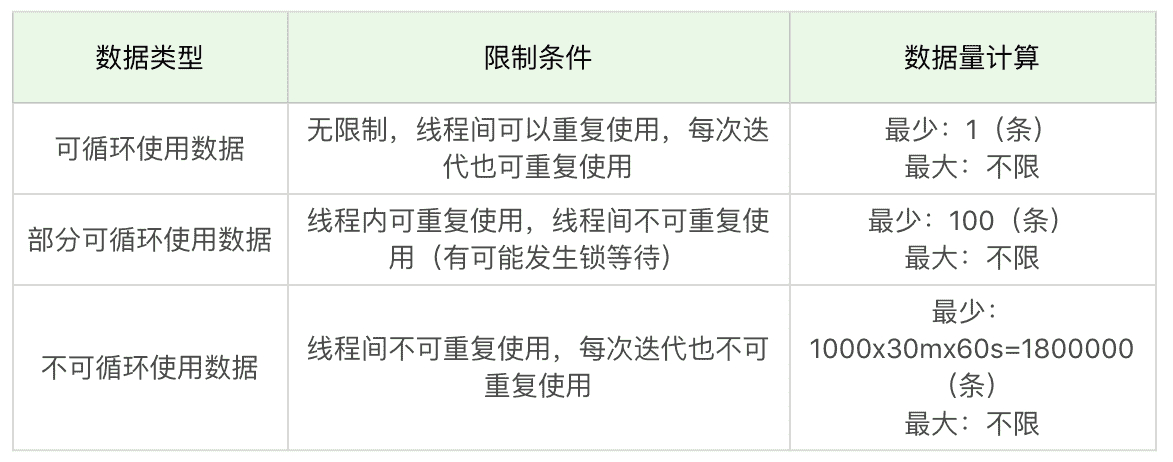 数据类型
限制条件
数据量计算
可循环使用数据
无限制，线程间可以重复使用，每次迭
代也可重复使用
最少：1（条）
最大：不限
部分可循环使用数据
线程内可重复使用，线程间不可重复使
用（有可能发生锁等待）
最少：100（条）
最大：不限
不可循环使用数据
线程间不可重复使用，每次迭代也不可
重复使用
最少：
1000x30mx60s=1800000
（条）
最大：不限